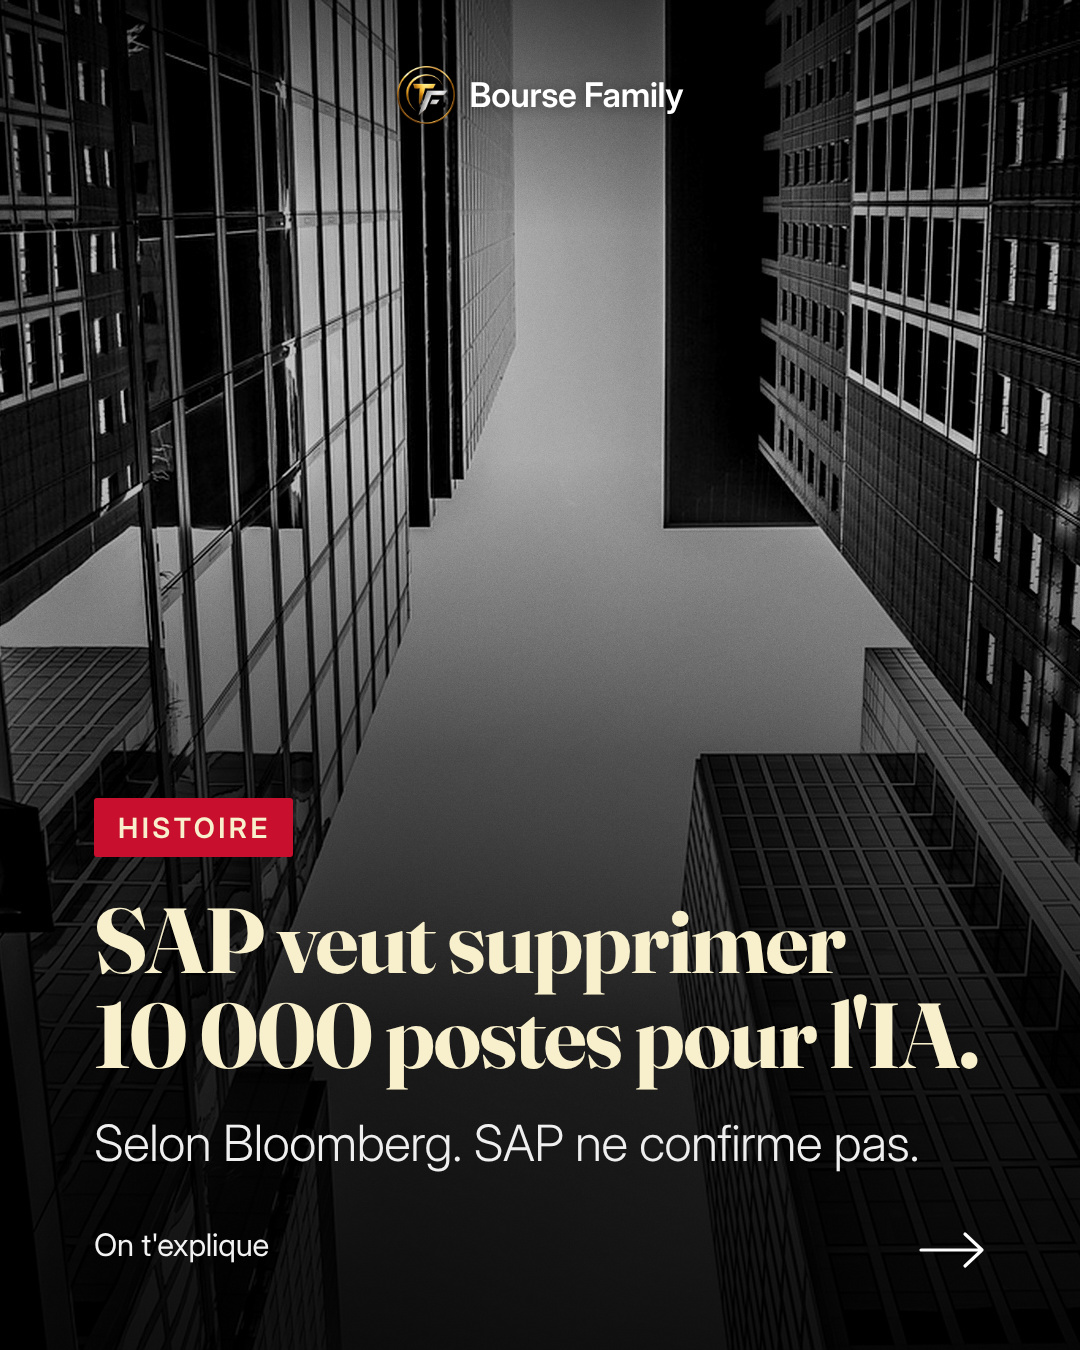 TF Bourse Family
HISTOIRE
SAP veut supprimer
10 000 postes pour l'IA.
Selon Bloomberg. SAP ne confirme pas.
On t'explique